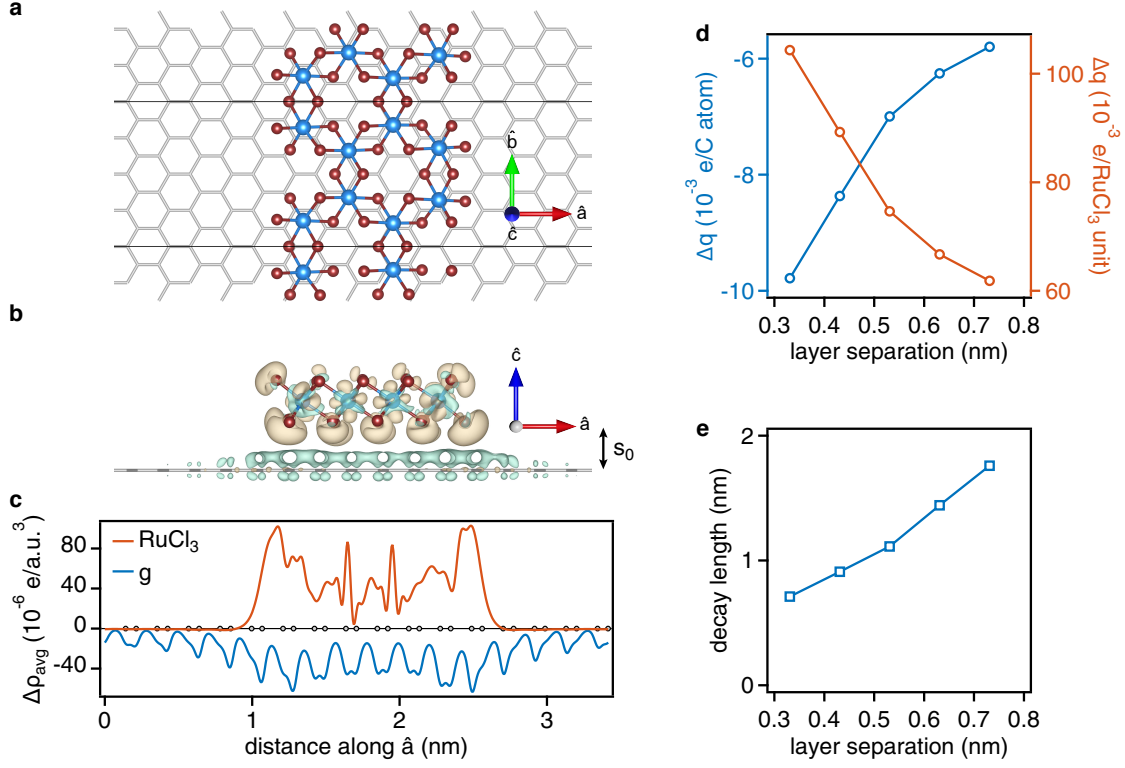 a
b̂
â
ĉ
b
ĉ
â
s₀
c
Δρavg (10⁻⁶ e/a.u.³)
80
40
0
-40
RuCl₃
g
0
1
2
3
distance along â (nm)
d
Δq (10⁻³ e/C atom)
-6
-8
-10
Δq (10⁻³ e/RuCl₃ unit)
100
80
60
0.3 0.4 0.5 0.6 0.7 0.8
layer separation (nm)
e
decay length (nm)
2
1
0
0.3 0.4 0.5 0.6 0.7 0.8
layer separation (nm)